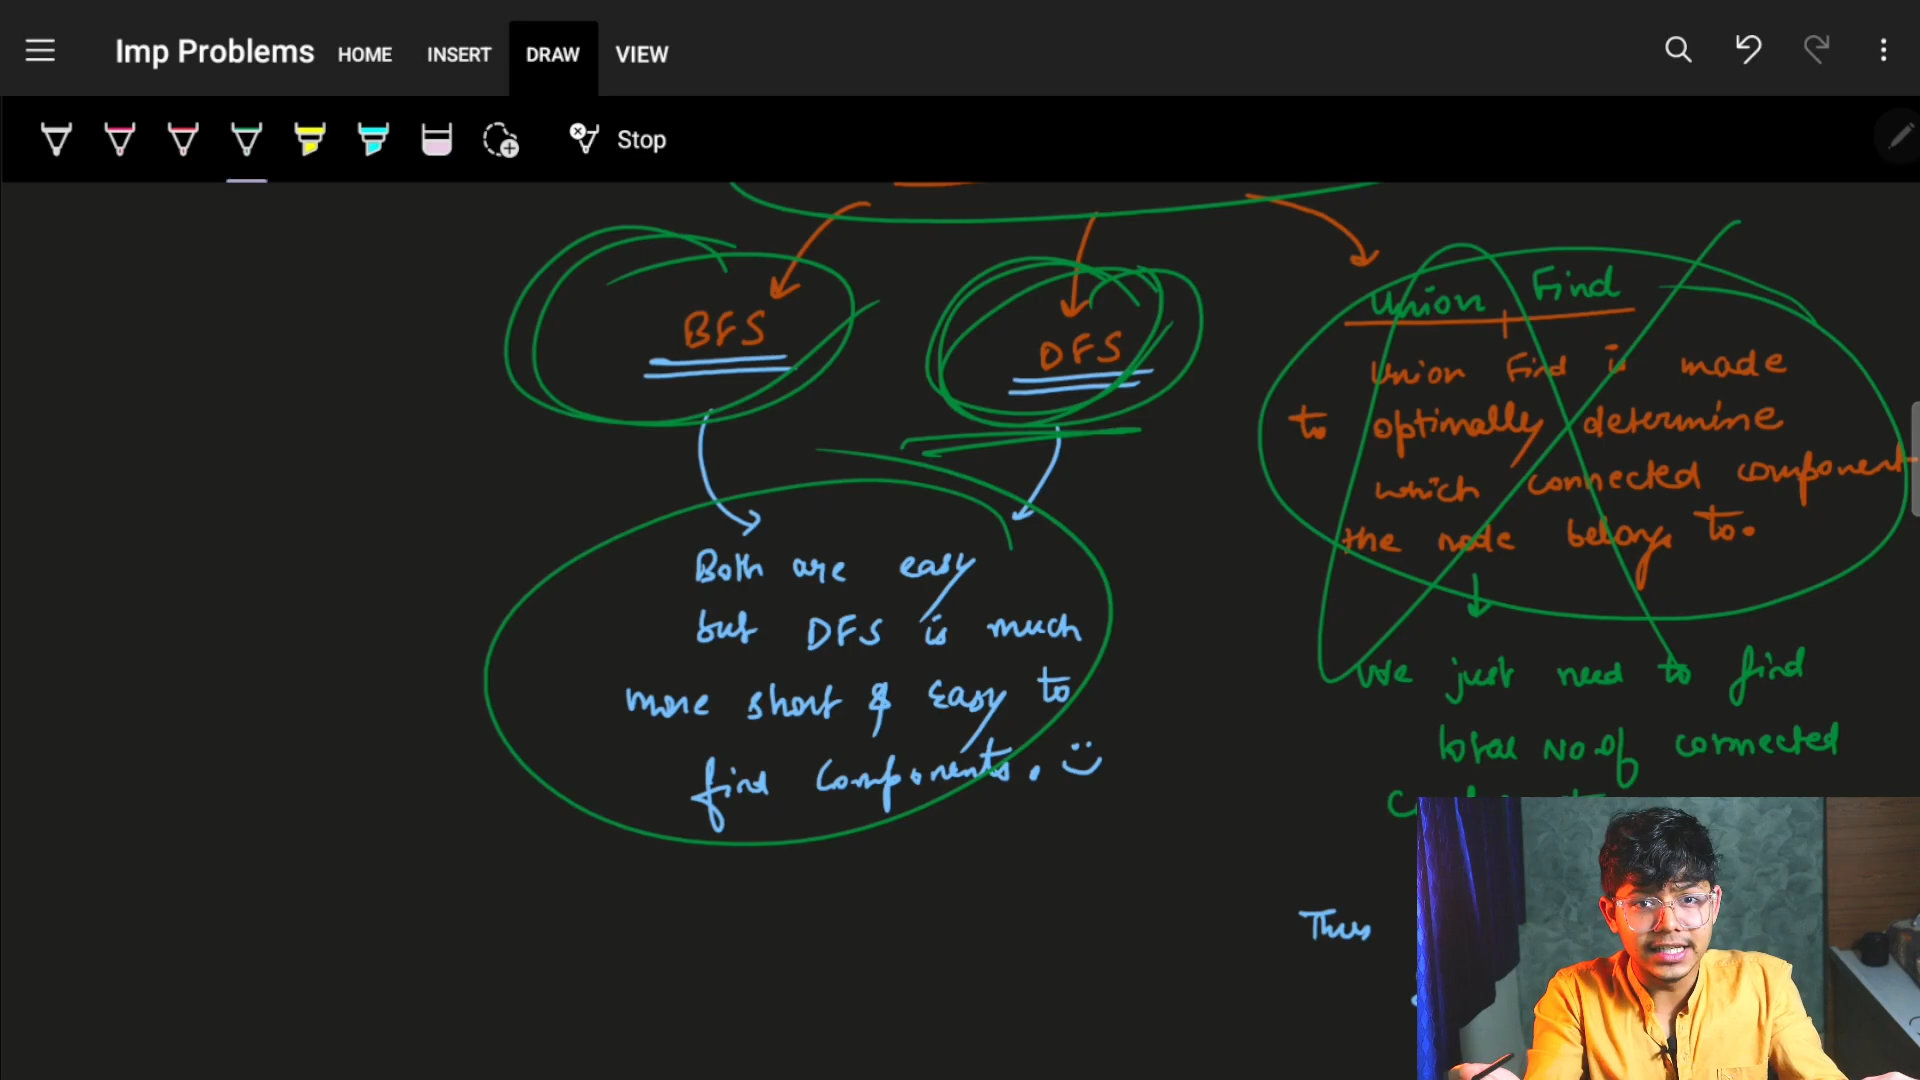 Imp Problems HOME INSERT DRAW VIEW
Stop
BFS
DFS
Both are easy
but DFS is much
more short & easy to
find components. :)
Union Find
Union Find is made
to optimally determine
which connected component
the node belongs to.
We just need to find
total No. of connected
Thus